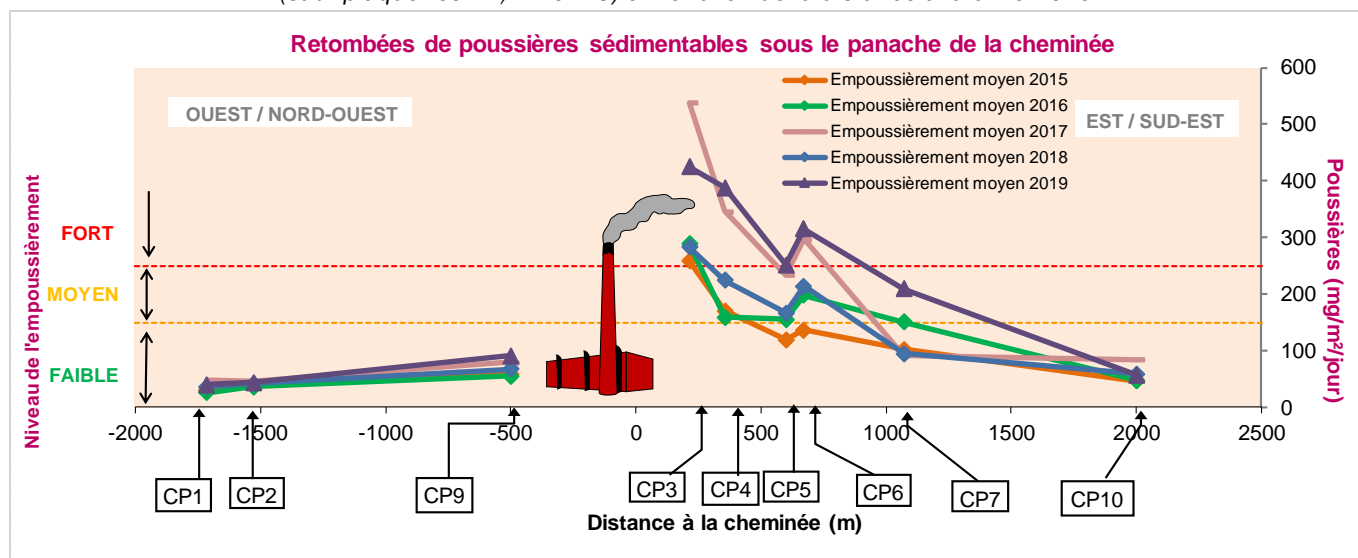 Retombées de poussières sédimentables sous le panache de la cheminée
OUEST / NORD-OUEST
EST / SUD-EST
Empoussièrement moyen 2015
Empoussièrement moyen 2016
Empoussièrement moyen 2017
Empoussièrement moyen 2018
Empoussièrement moyen 2019
Niveau de l'empoussièrement
FORT
MOYEN
FAIBLE
600
500
400
300
200
100
0
Poussières (mg/m²/jour)
-2000 -1500 -1000 -500 0 500 1000 1500 2000 2500
CP1 CP2 CP9 CP3 CP4 CP5 CP6 CP7 CP10
Distance à la cheminée (m)